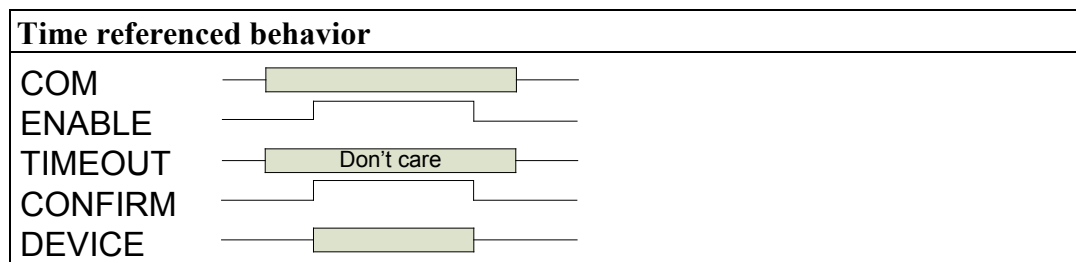 Time referenced behavior
COM
ENABLE
TIMEOUT Don't care
CONFIRM
DEVICE